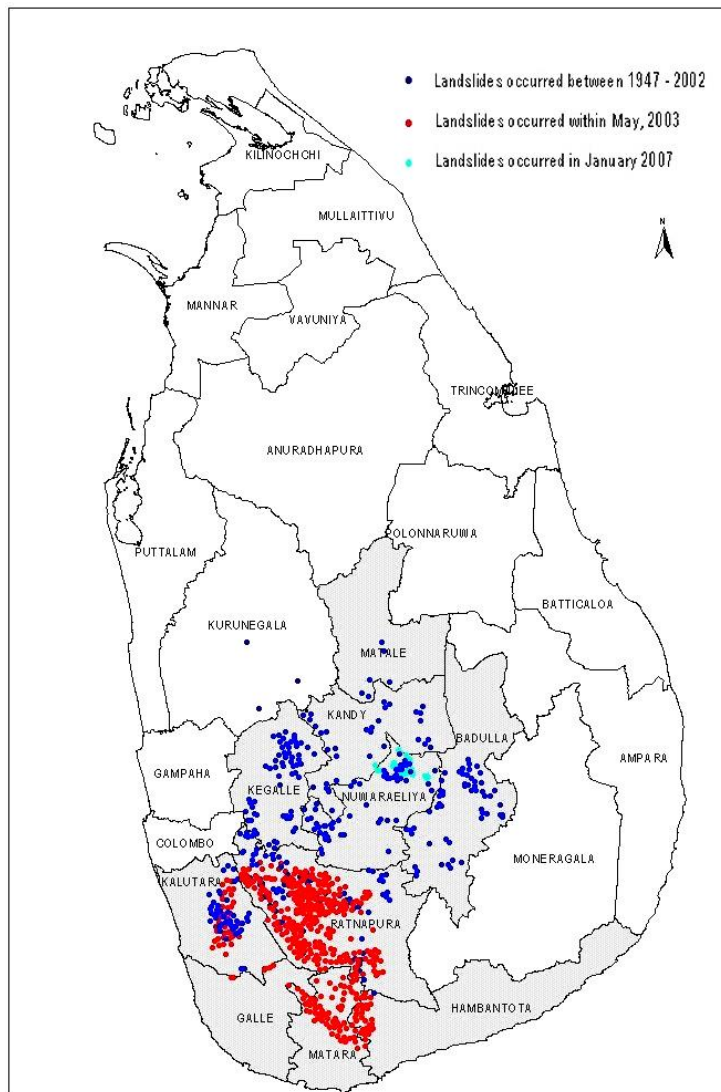 Landslides occurred between 1947 - 2002
Landslides occurred within May, 2003
Landslides occurred in January 2007
KILINOCHCHI
MULLAITTIVU
N
MANNAR
VAVUNIYA
TRINCOMALEE
ANURADHAPURA
POLONNARUWA
PUTTALAM
BATTICALOA
KURUNEGALA
MATALE
KANDY
BADULLA
AMPARA
GAMPAHA
KEGALLE
NUWARAELIYA
COLOMBO
MONERAGALA
KALUTARA
RATNAPURA
HAMBANTOTA
GALLE
MATARA